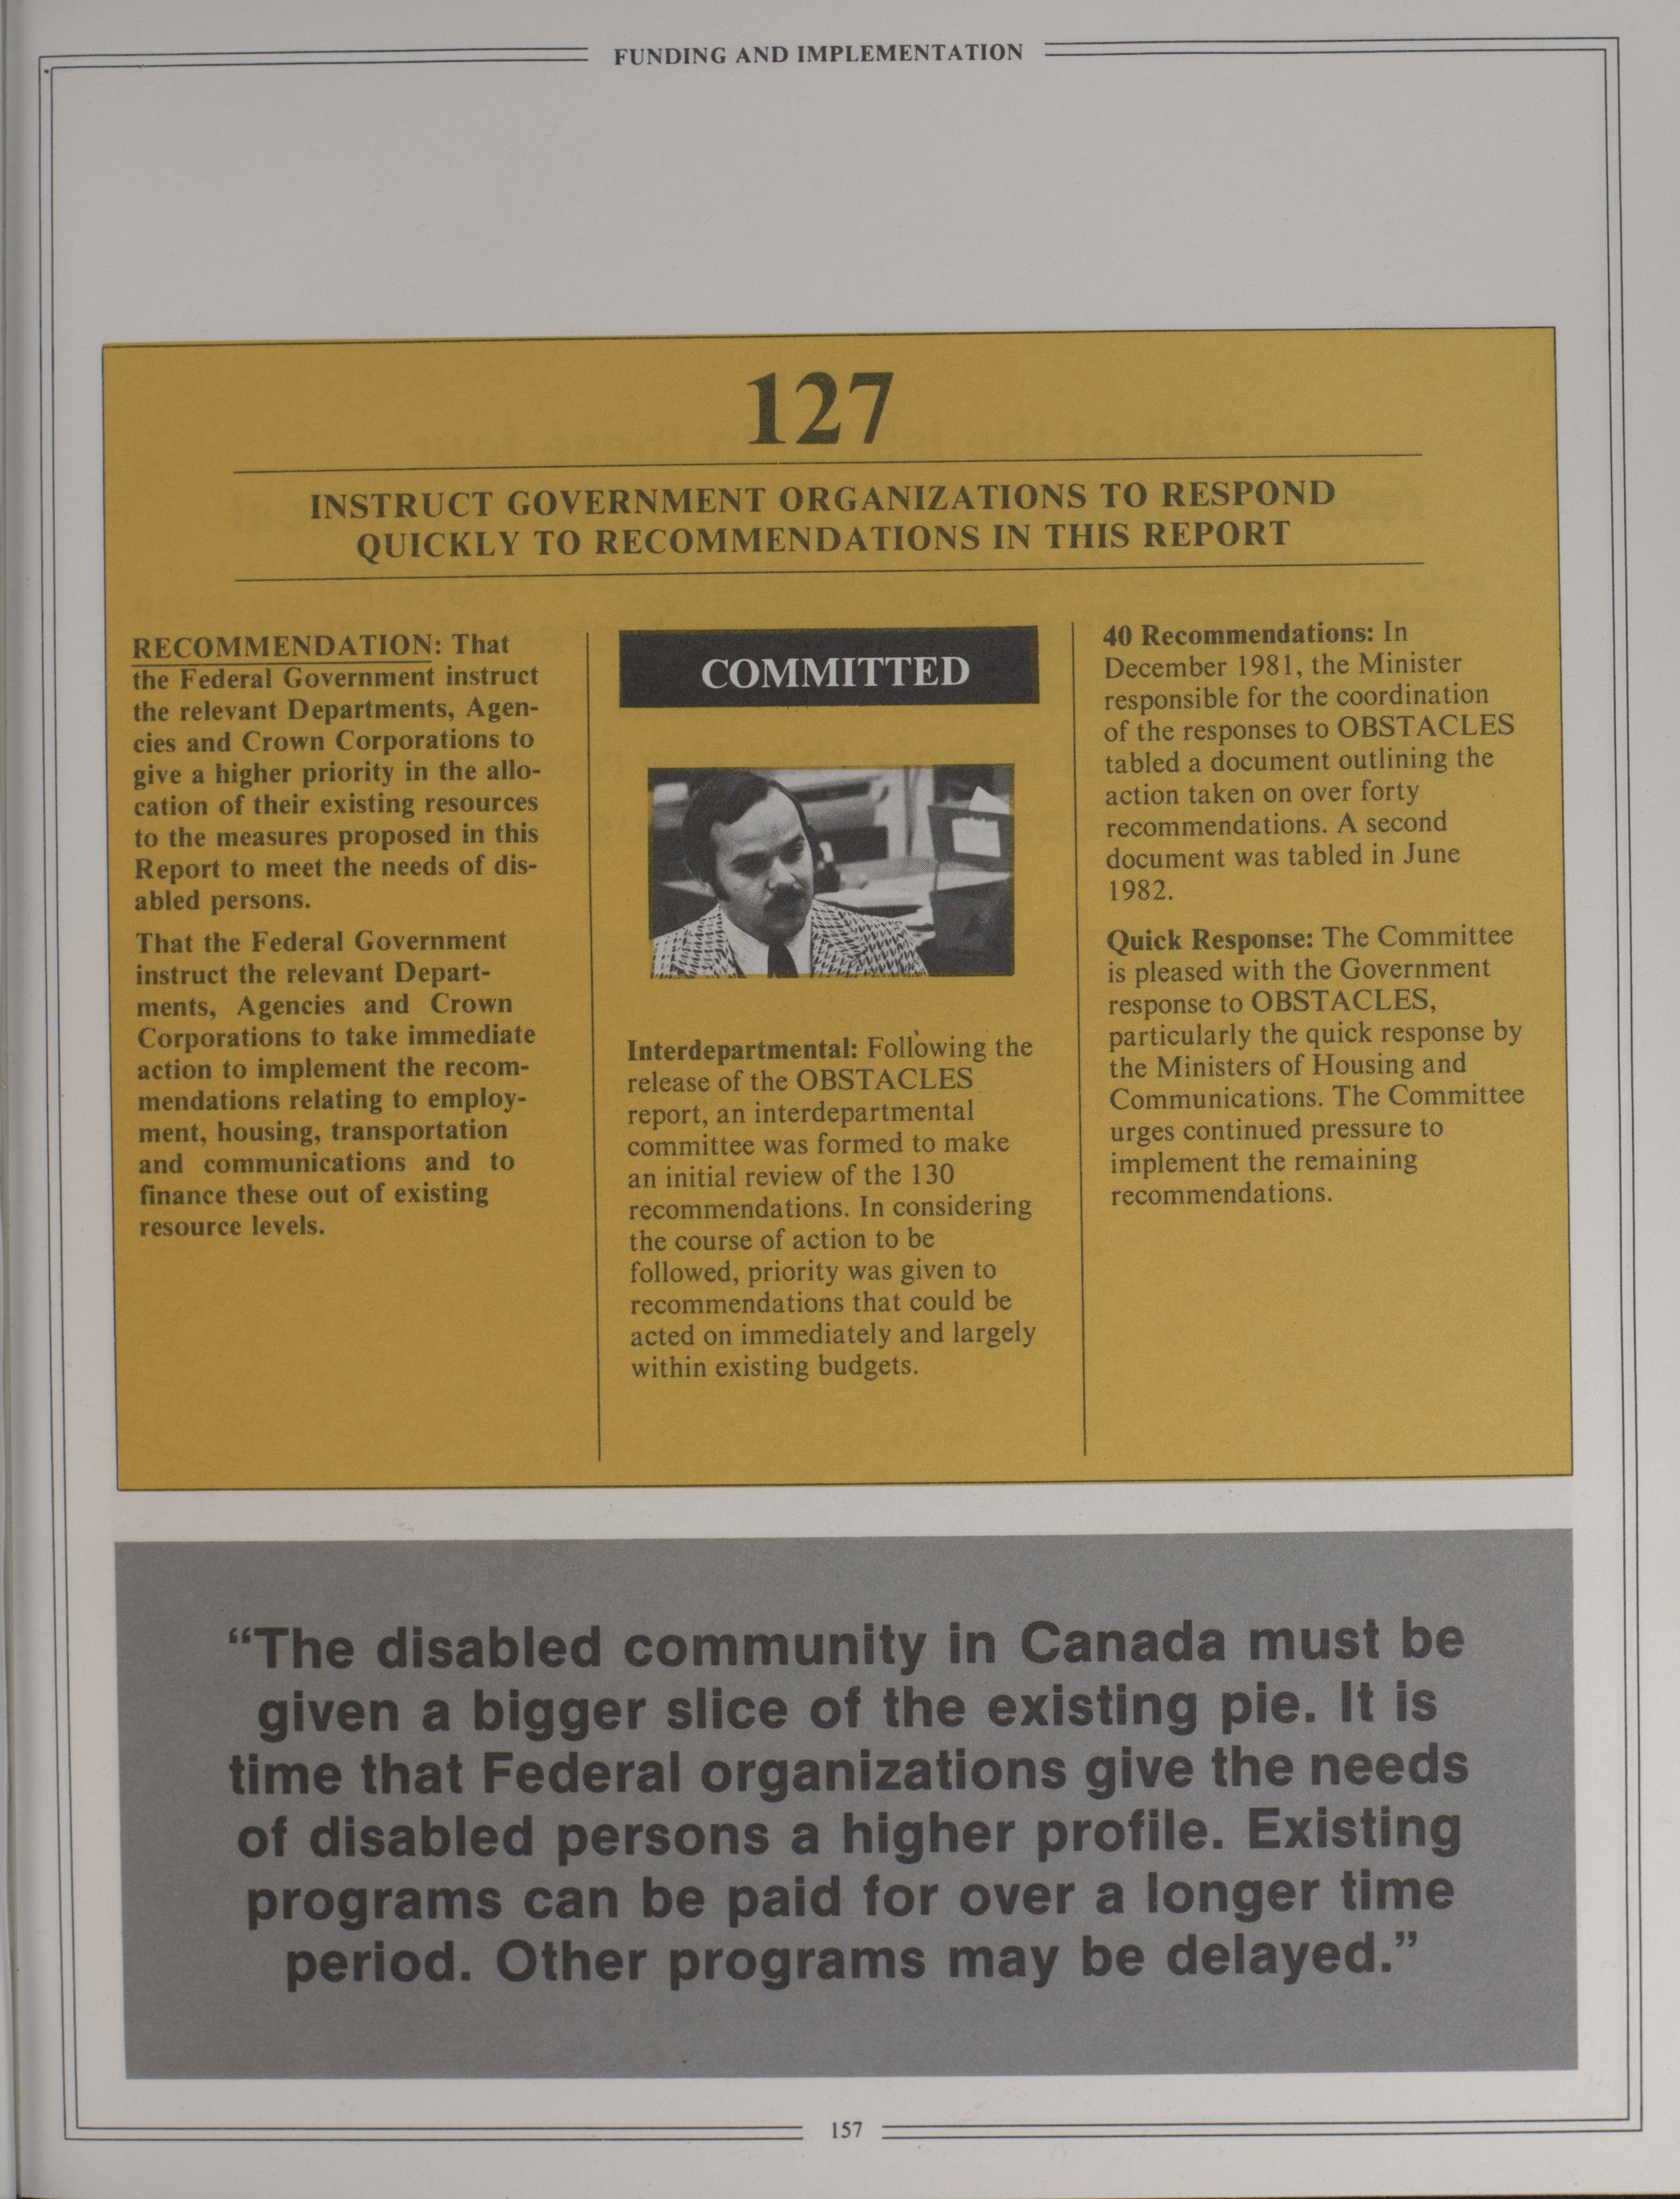 FUNDING AND IMPLEMENTATION
127
INSTRUCT GOVERNMENT ORGANIZATIONS TO RESPOND
QUICKLY TO RECOMMENDATIONS IN THIS REPORT
RECOMMENDATION: That
the Federal Government instruct
the relevant Departments, Agen-
cies and Crown Corporations to
give a higher priority in the allo-
cation of their existing resources
to the measures proposed in this
Report to meet the needs of dis-
abled persons.
That the Federal Government
instruct the relevant Depart-
ments, Agencies and Crown
Corporations to take immediate
action to implement the recom-
mendations relating to employ-
ment, housing, transportation
and communications and to
finance these out of existing
resource levels.
COMMITTED
Interdepartmental: Following the
release of the OBSTACLES
report, an interdepartmental
committee was formed to make
an initial review of the 130
recommendations. In considering
the course of action to be
followed, priority was given to
recommendations that could be
acted on immediately and largely
within existing budgets.
40 Recommendations: In
December 1981, the Minister
responsible for the coordination
of the responses to OBSTACLES
tabled a document outlining the
action taken on over forty
recommendations. A second
document was tabled in June
1982.
Quick Response: The Committee
is pleased with the Government
response to OBSTACLES,
particularly the quick response by
the Ministers of Housing and
Communications. The Committee
urges continued pressure to
implement the remaining
recommendations.
“The disabled community in Canada must be
given a bigger slice of the existing pie. It is
time that Federal organizations give the needs
of disabled persons a higher profile. Existing
programs can be paid for over a longer time
period. Other programs may be delayed.”
157